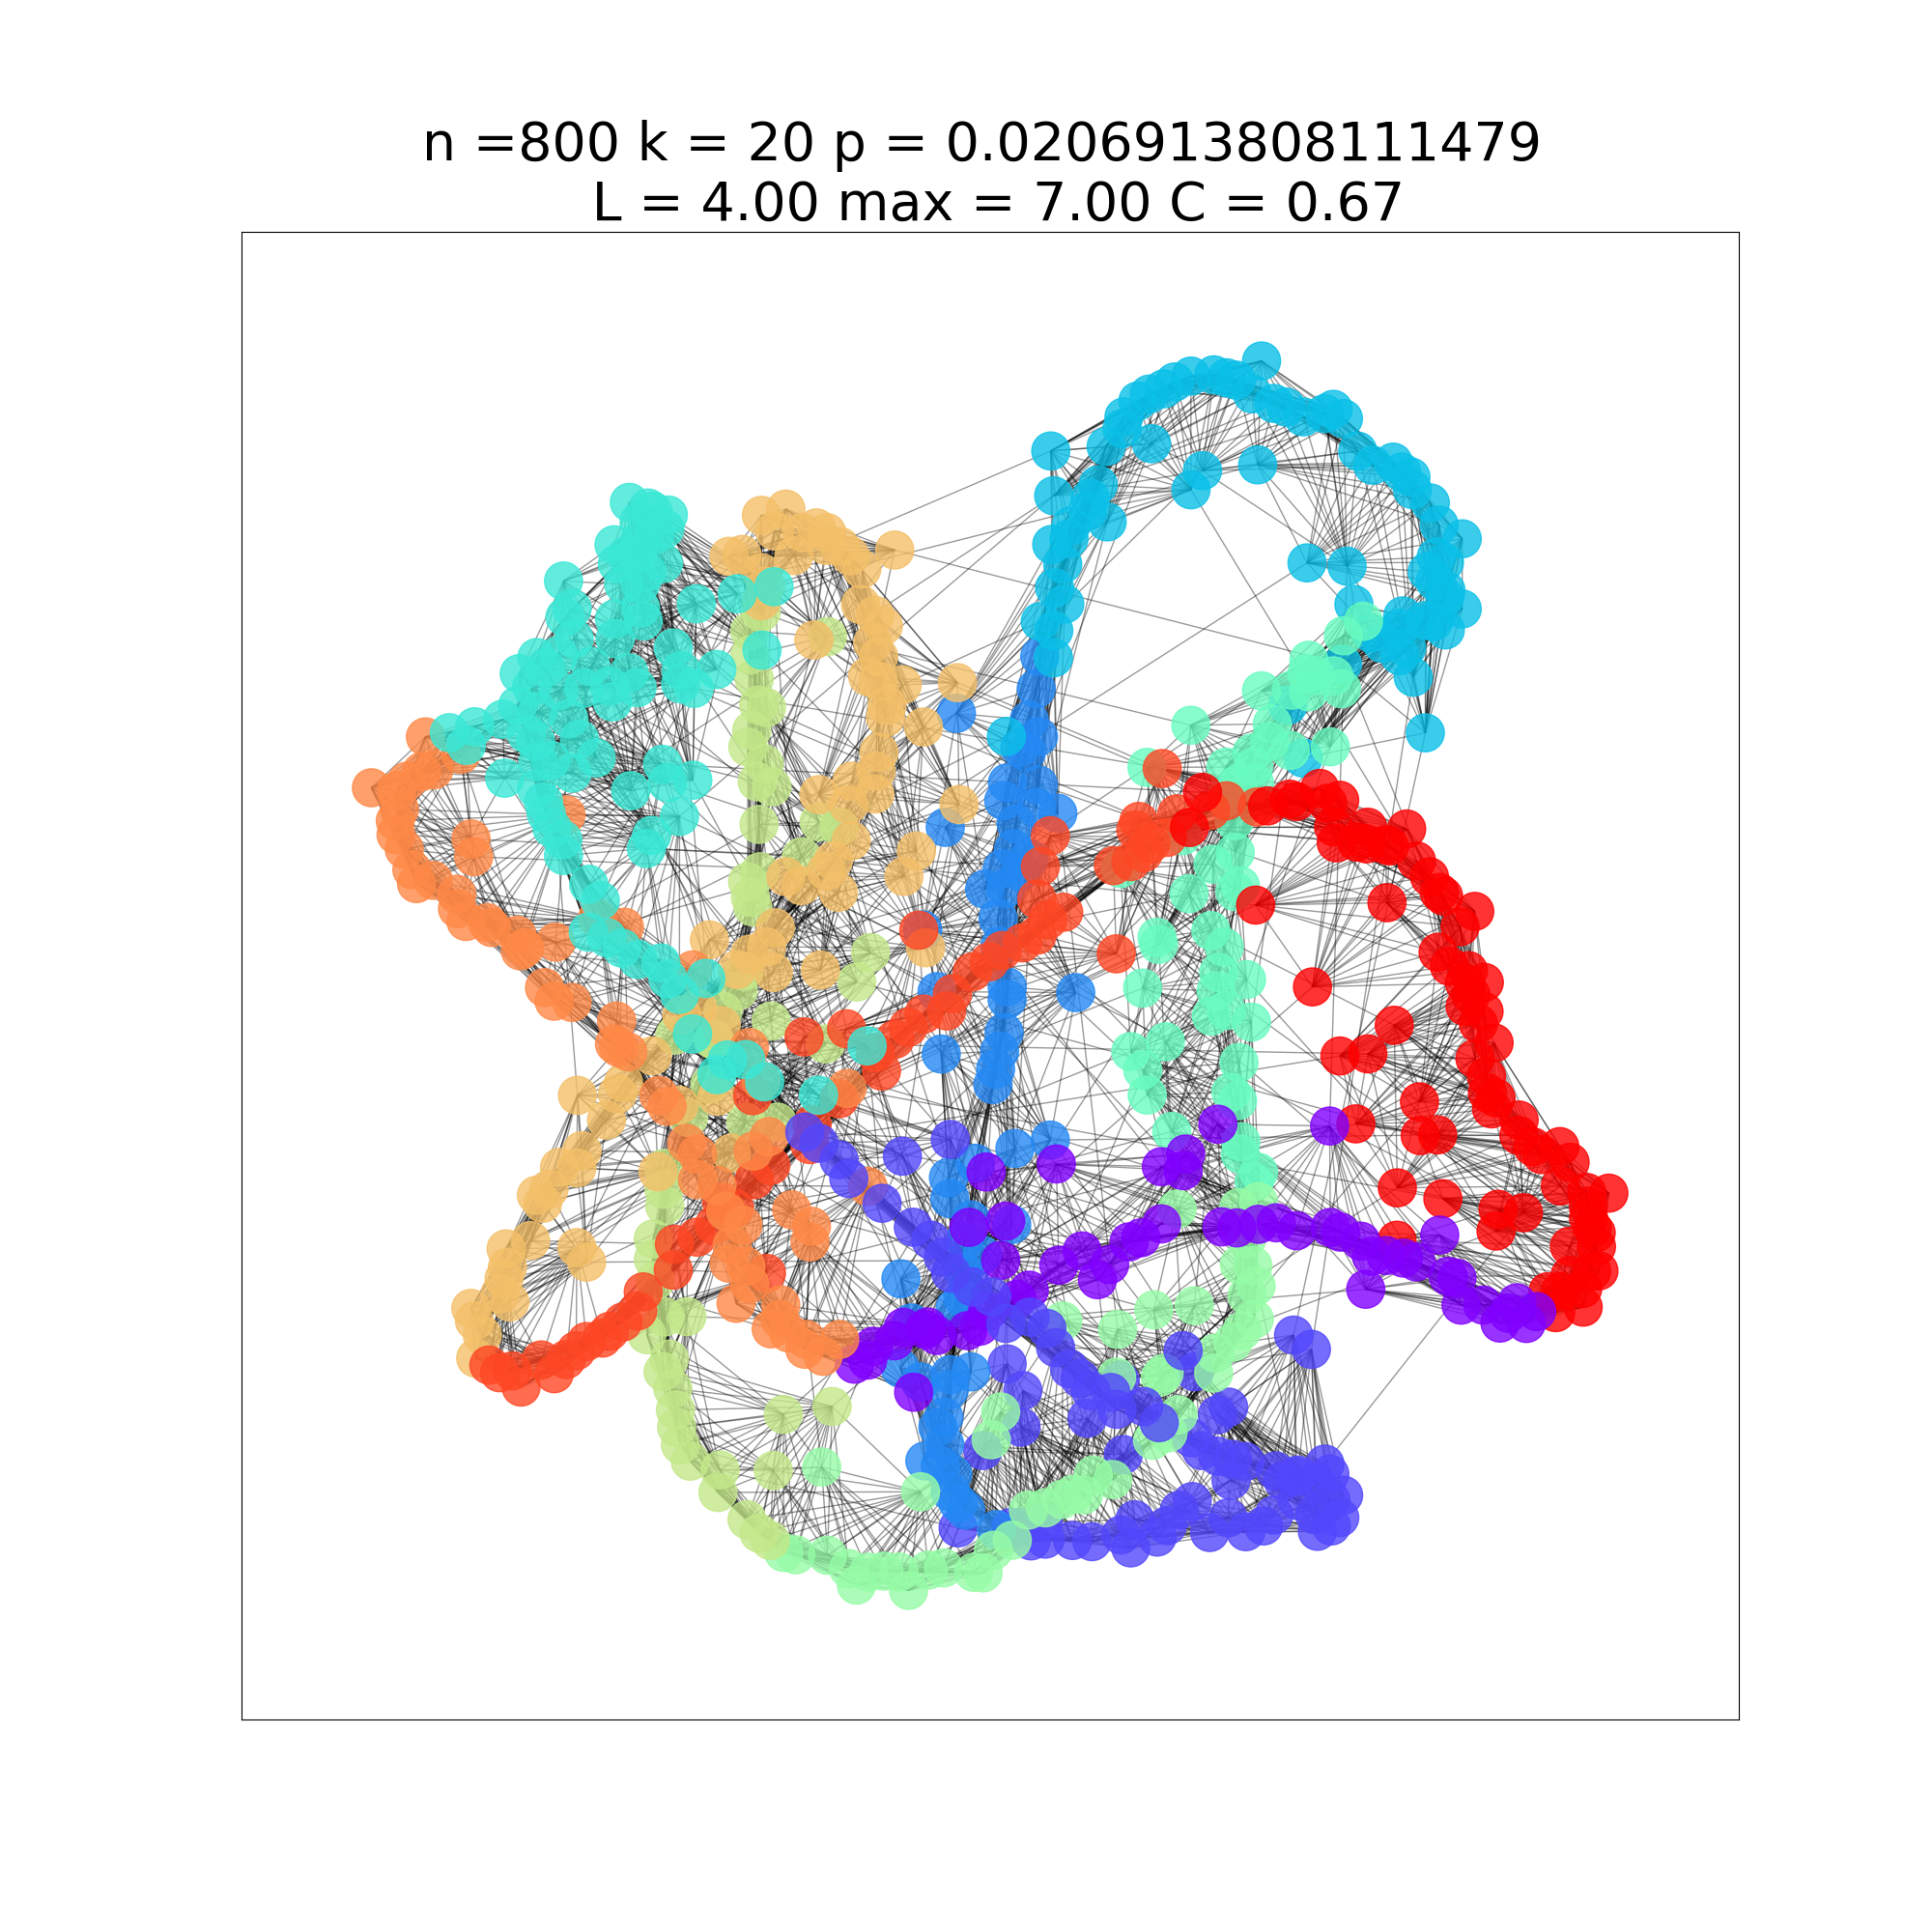 n =800 k = 20 p = 0.0206913808111479
L = 4.00 max = 7.00 C = 0.67